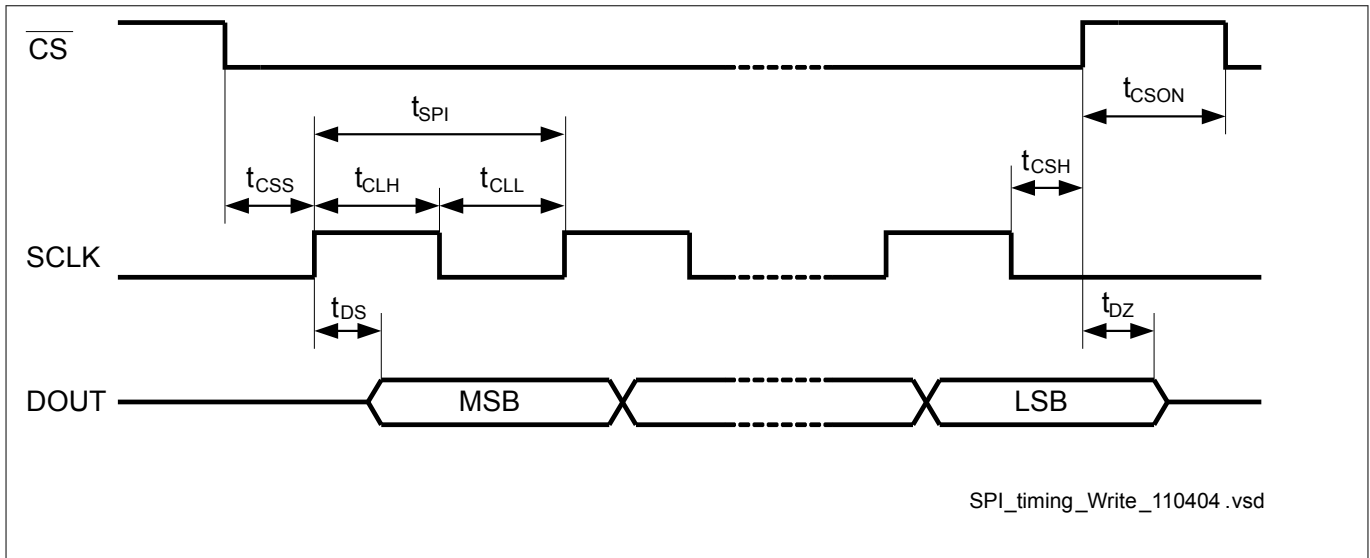 CS
tCSON
tSPI
tCSH
tCSS tCLH tCLL
SCLK
tDS
tDZ
DOUT MSB LSB
SPI_timing_Write_110404.vsd